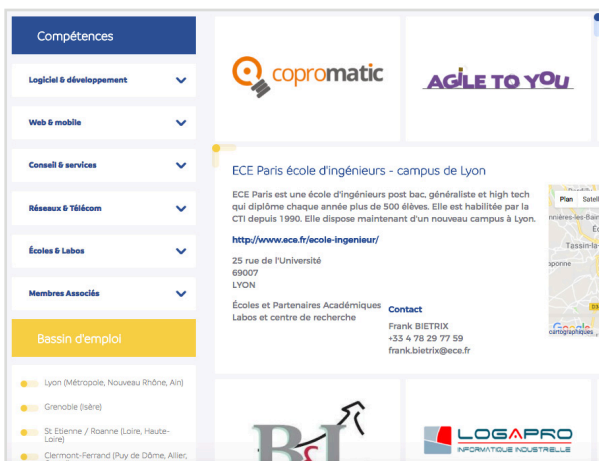 Compétences
Logiciel & développement
Web & mobile
Conseil & services
Réseaux & Télécom
Écoles & Labos
Membres Associés
Bassin d'emploi
Lyon (Métropole, Nouveau Rhône, Ain)
Grenoble (Isère)
St Etienne / Roanne (Loire, Haute-
Loire)
Clermont-Ferrand (Puy de Dôme, Allier,
copromatic
AGiLE TO YOU
ECE Paris école d'ingénieurs - campus de Lyon
ECE Paris est une école d'ingénieurs post bac, généraliste et high tech
qui diplôme chaque année plus de 500 élèves. Elle est habilitée par la
CTI depuis 1990. Elle dispose maintenant d'un nouveau campus à Lyon.
http://www.ece.fr/ecole-ingenieur/
25 rue de l'Université
69007
LYON
Écoles et Partenaires Académiques
Labos et centre de recherche
Contact
Frank BIETRIX
+33 4 78 29 77 59
frank.bietrix@ece.fr
Plan Satell
Tassin-la
Google
cartographiques
B&I
LOGAPRO
INFORMATIQUE INDUSTRIELLE